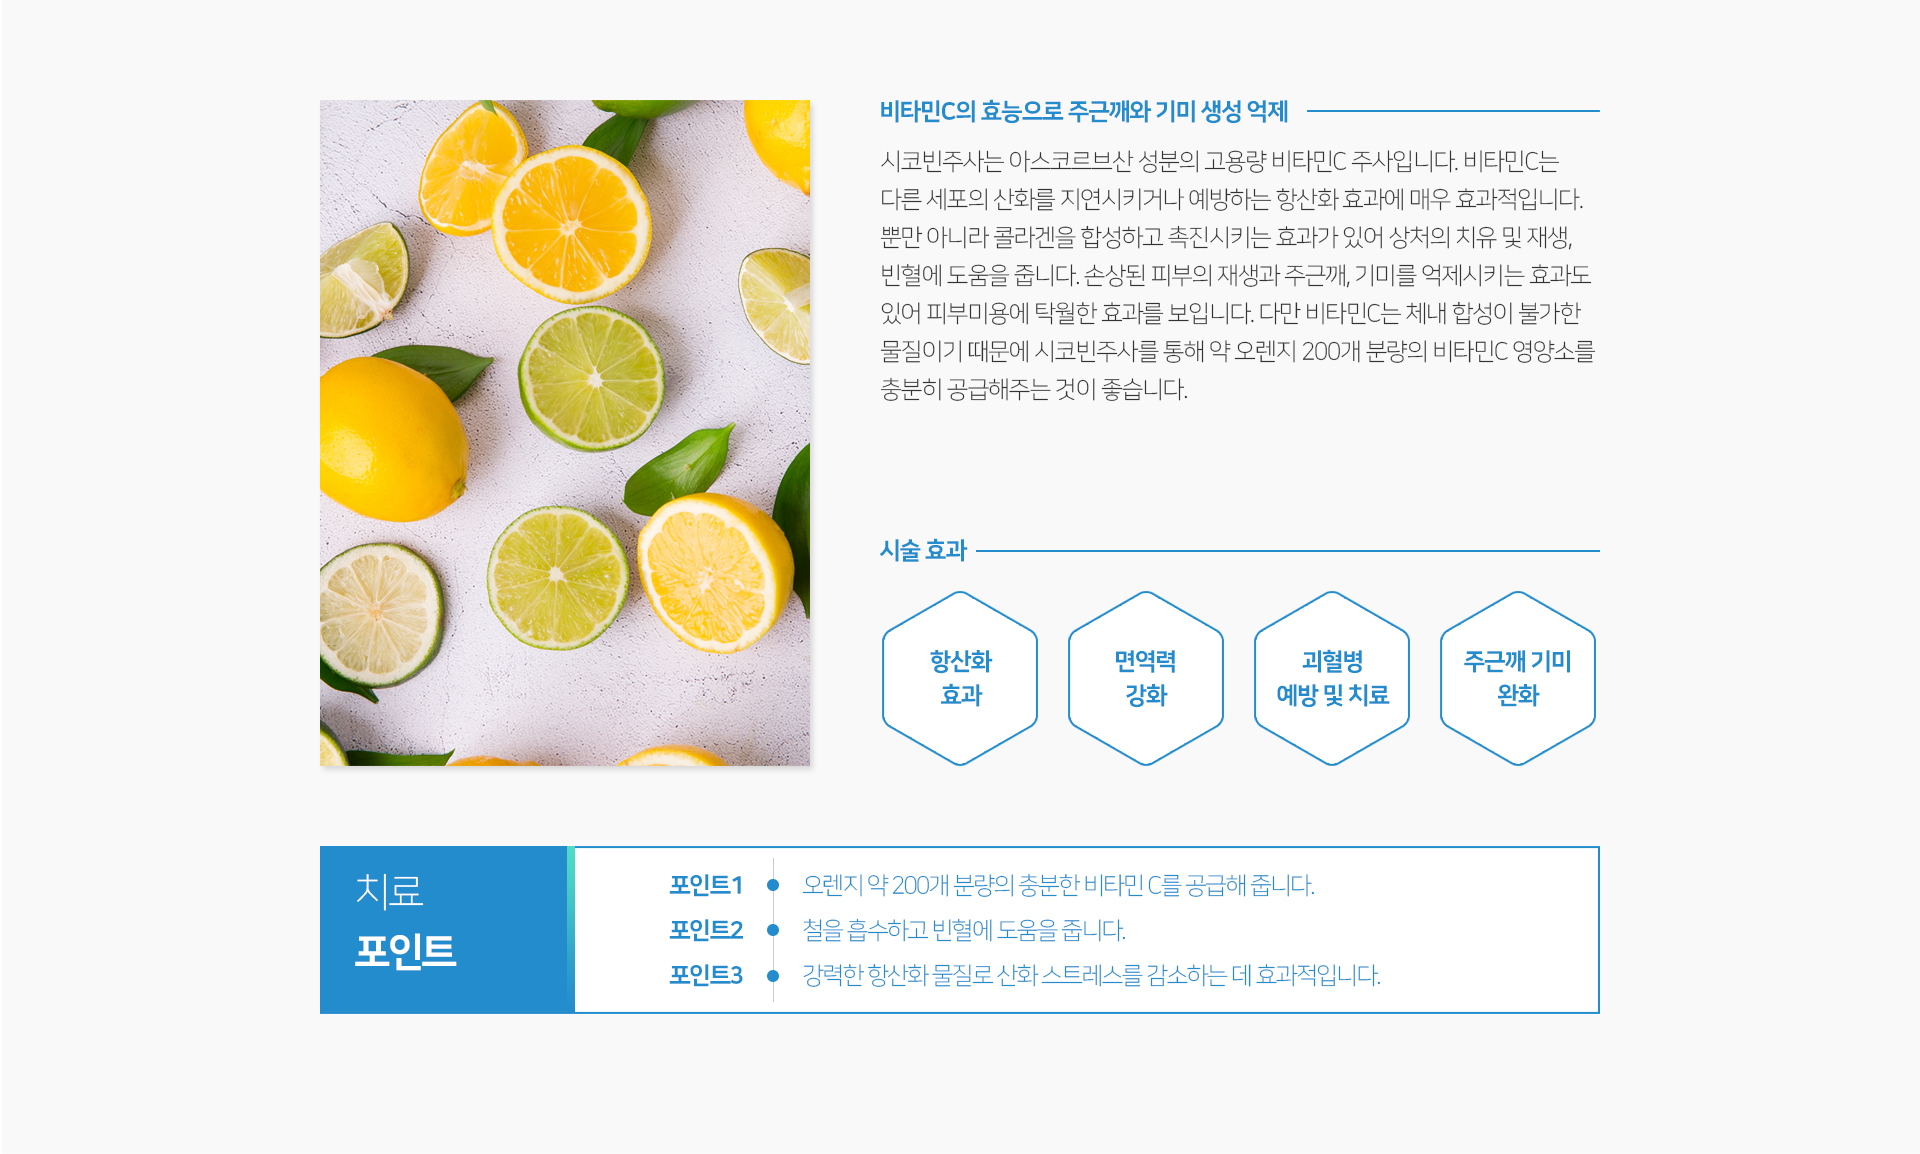 비타민C의 효능으로 주근깨와 기미 생성 억제
시코빈주사는 아스코르브산 성분의 고용량 비타민C 주사입니다. 비타민C는
다른 세포의 산화를 지연시키거나 예방하는 항산화 효과에 매우 효과적입니다.
뿐만 아니라 콜라겐을 합성하고 촉진시키는 효과가 있어 상처의 치유 및 재생,
빈혈에 도움을 줍니다. 손상된 피부의 재생과 주근깨, 기미를 억제시키는 효과도
있어 피부미용에 탁월한 효과를 보입니다. 다만 비타민C는 체내 합성이 불가한
물질이기 때문에 시코빈주사를 통해 약 오렌지 200개 분량의 비타민C 영양소를
충분히 공급해주는 것이 좋습니다.
시술 효과
항산화
효과
면역력
강화
괴혈병
예방 및 치료
주근깨 기미
완화
치료
포인트
포인트1 오렌지 약 200개 분량의 충분한 비타민 C를 공급해 줍니다.
포인트2 철을 흡수하고 빈혈에 도움을 줍니다.
포인트3 강력한 항산화 물질로 산화 스트레스를 감소하는 데 효과적입니다.